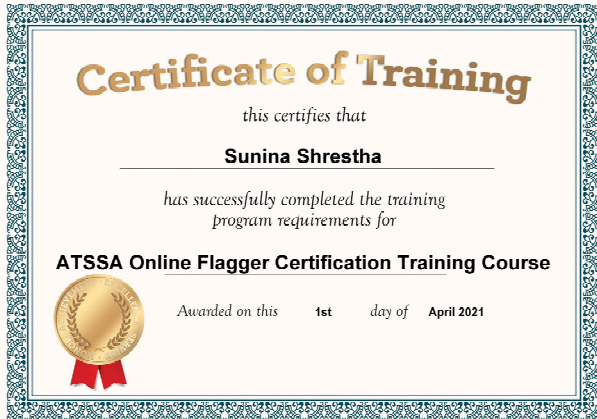 Certificate of Training
this certifies that
Sunina Shrestha
has successfully completed the training
program requirements for
ATSSA Online Flagger Certification Training Course
Awarded on this 1st day of April 2021